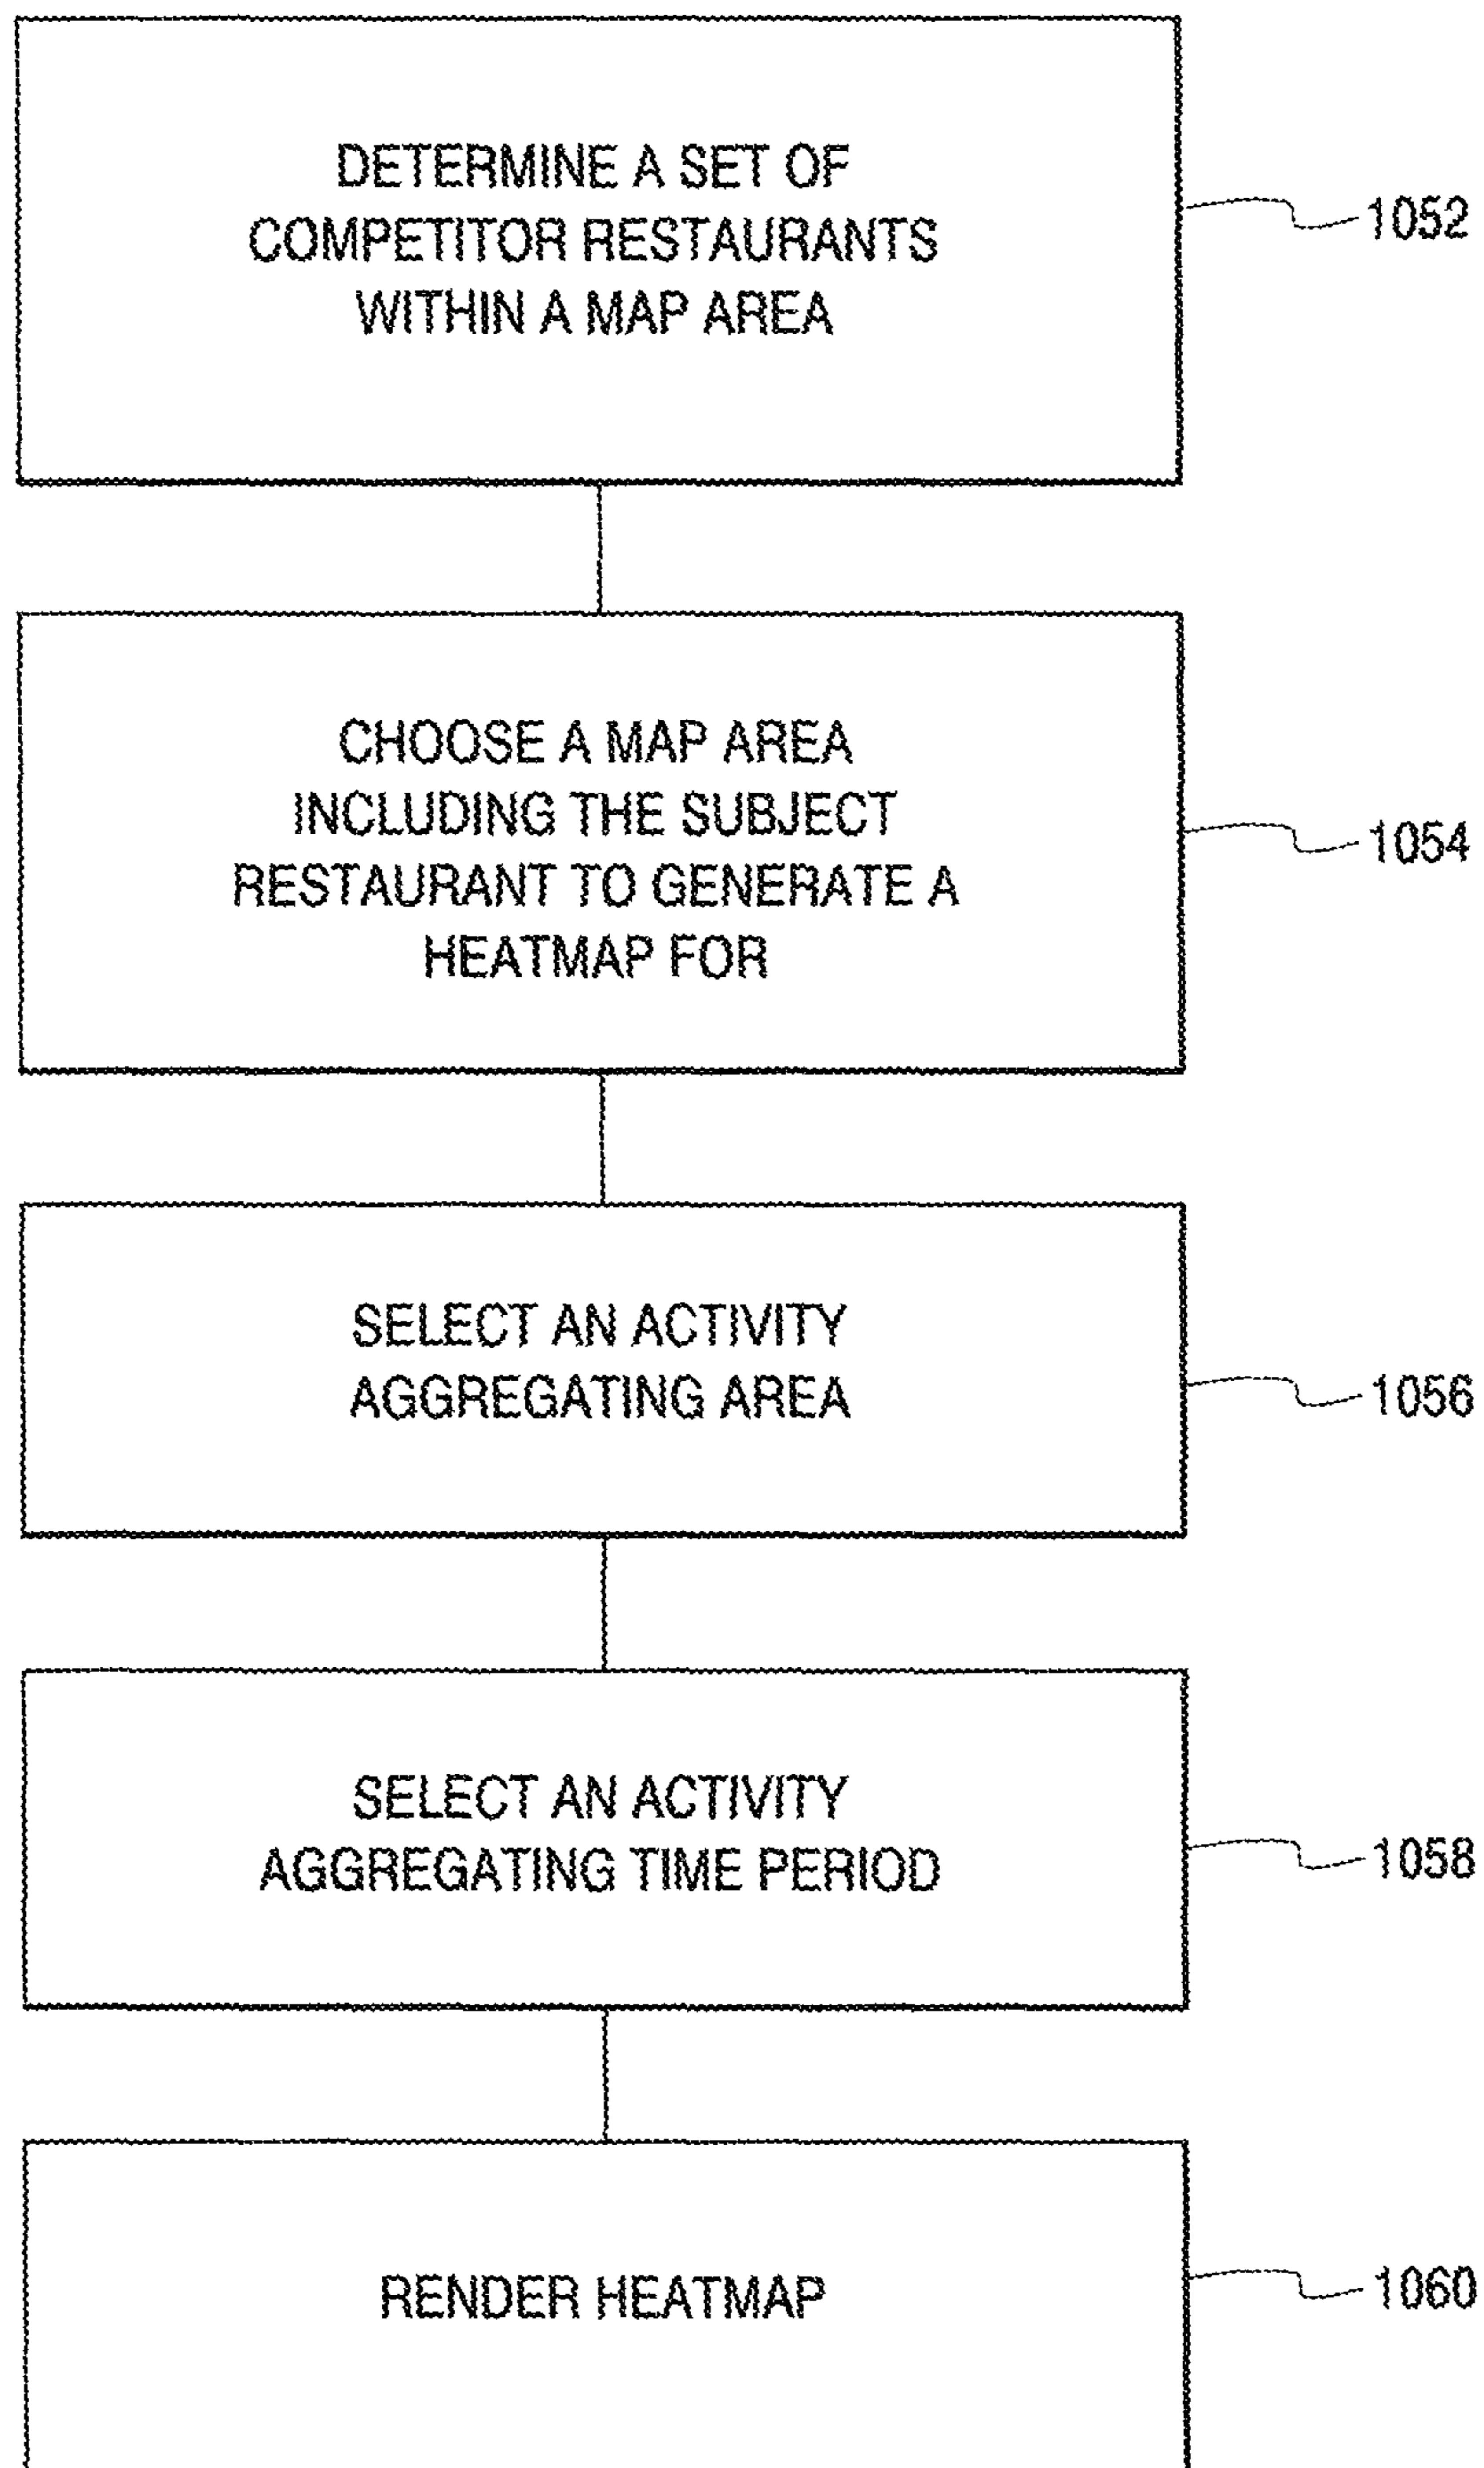 DETERMINE A SET OF
COMPETITOR RESTAURANTS
WITHIN A MAP AREA
1052
CHOOSE A MAP AREA
INCLUDING THE SUBJECT
RESTAURANT TO GENERATE A
HEATMAP FOR
1054
SELECT AN ACTIVITY
AGGREGATING AREA
1056
SELECT AN ACTIVITY
AGGREGATING TIME PERIOD
1058
RENDER HEATMAP
1060